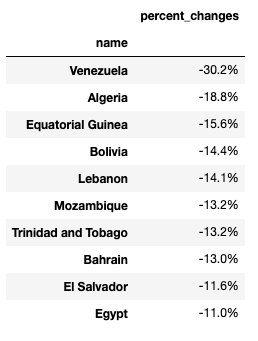 percent_changes
name
Venezuela -30.2%
Algeria -18.8%
Equatorial Guinea -15.6%
Bolivia -14.4%
Lebanon -14.1%
Mozambique -13.2%
Trinidad and Tobago -13.2%
Bahrain -13.0%
El Salvador -11.6%
Egypt -11.0%